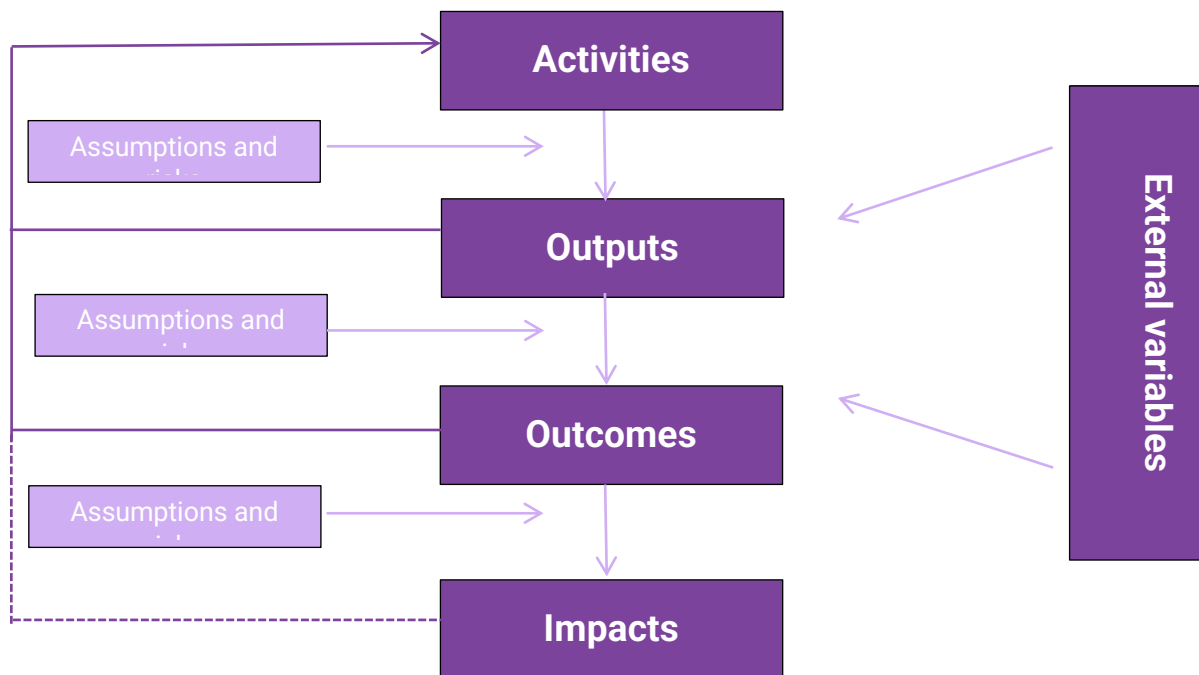 Activities
Assumptions and
Outputs
Assumptions and
Outcomes
Assumptions and
Impacts
External variables